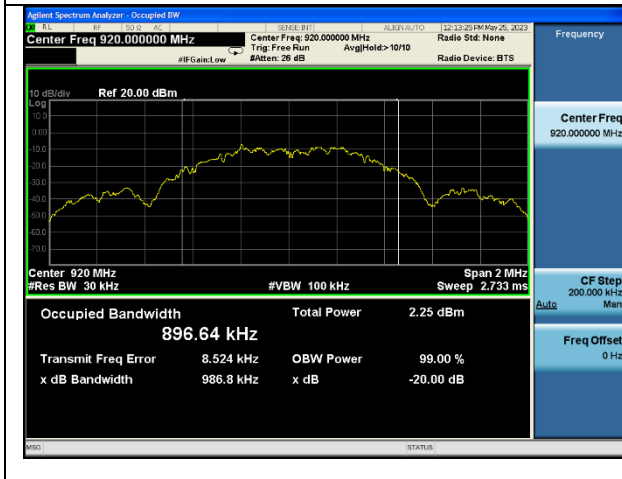 Agilent Spectrum Analyzer - Occupied BW
RL RF 50 Ω AC SENSE:INT ALIGN AUTO 12:13:25 PM May 25, 2023
Center Freq 920.000000 MHz Center Freq: 920.000000 MHz Radio Std: None
Trig: Free Run Avg|Hold:> 10/10
#IFGain:Low #Atten: 26 dB Radio Device: BTS
Frequency
10 dB/div Ref 20.00 dBm
Log
10.0
0.00
-10.0
-20.0
-30.0
-40.0
-50.0
-60.0
-70.0
Center Freq
920.000000 MHz
Center 920 MHz Span 2 MHz
#Res BW 30 kHz #VBW 100 kHz Sweep 2.733 ms
CF Step
200.000 kHz
Auto Man
Occupied Bandwidth Total Power 2.25 dBm
896.64 kHz
Transmit Freq Error 8.524 kHz OBW Power 99.00 %
x dB Bandwidth 986.8 kHz x dB -20.00 dB
Freq Offset
0 Hz
MSG STATUS